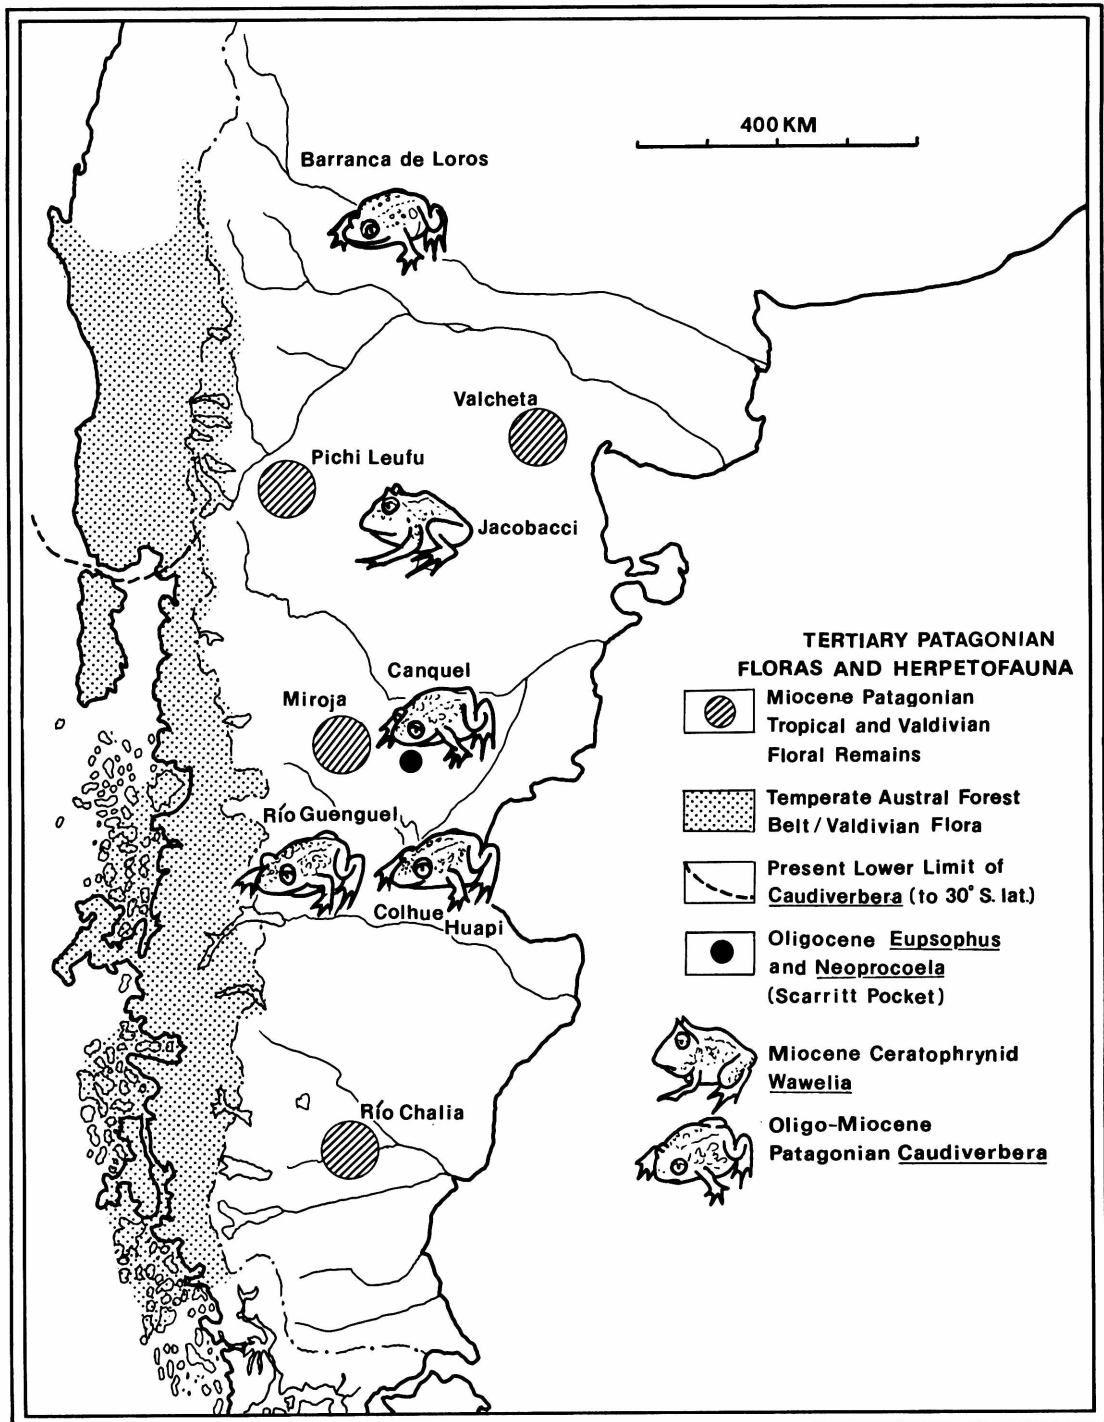 400 KM
Barranca de Loros
Valcheta
Pichi Leufu
Jacobacci
Canquel
Miroja
Río Guenguel
Colhue
Huapi
Río Chalia
TERTIARY PATAGONIAN
FLORAS AND HERPETOFAUNA
Miocene Patagonian
Tropical and Valdivian
Floral Remains
Temperate Austral Forest
Belt/Valdivian Flora
Present Lower Limit of
Caudiverbera (to 30° S. lat.)
Oligocene Eupsophus
and Neoprocoela
(Scarritt Pocket)
Miocene Ceratophrynid
Wawelia
Oligo-Miocene
Patagonian Caudiverbera